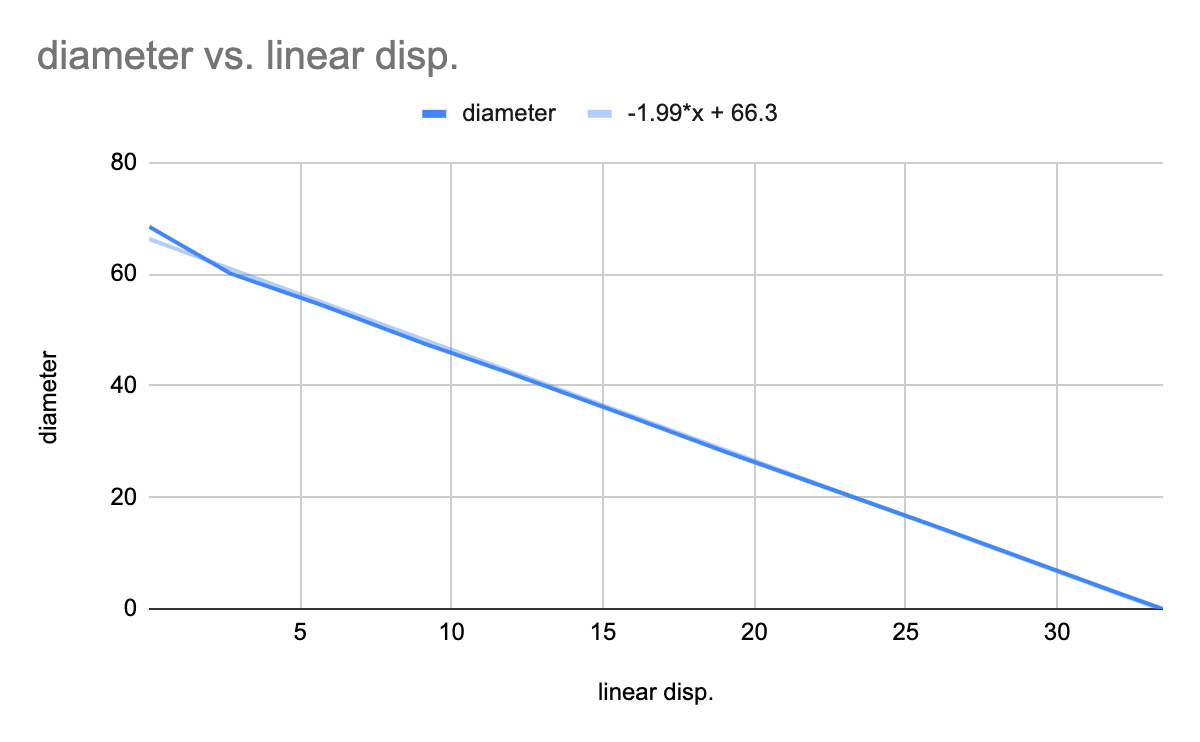 diameter vs. linear disp.
diameter -1.99*x + 66.3
80
60
40
20
0
diameter
5 10 15 20 25 30
linear disp.